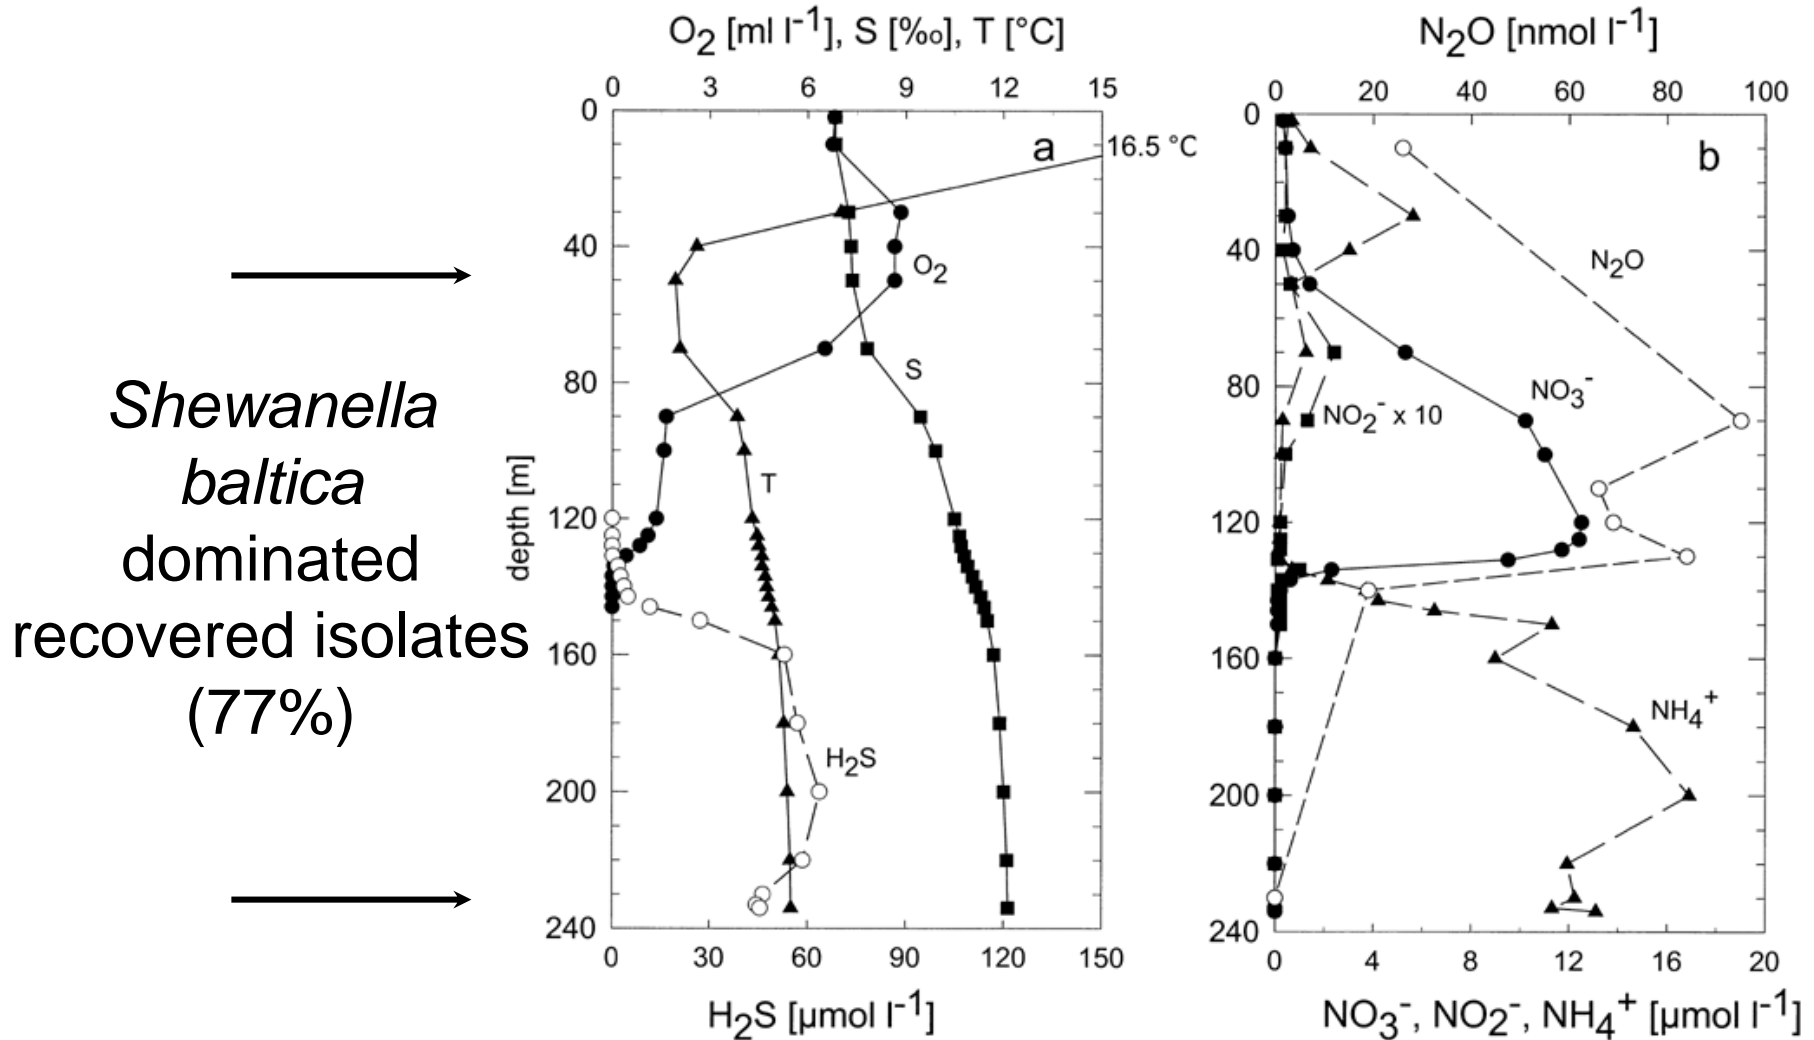 Shewanella
baltica
dominated
recovered isolates
(77%)
O₂ [ml l⁻¹], S [‰], T [°C]
0 3 6 9 12 15
0
40
80
120
160
200
240
depth [m]
a
16.5 °C
O₂
S
T
H₂S
0 30 60 90 120 150
H₂S [µmol l⁻¹]
N₂O [nmol l⁻¹]
0 20 40 60 80 100
0
40
80
120
160
200
240
b
N₂O
NO₃⁻
NO₂⁻ x 10
NH₄⁺
0 4 8 12 16 20
NO₃⁻, NO₂⁻, NH₄⁺ [µmol l⁻¹]